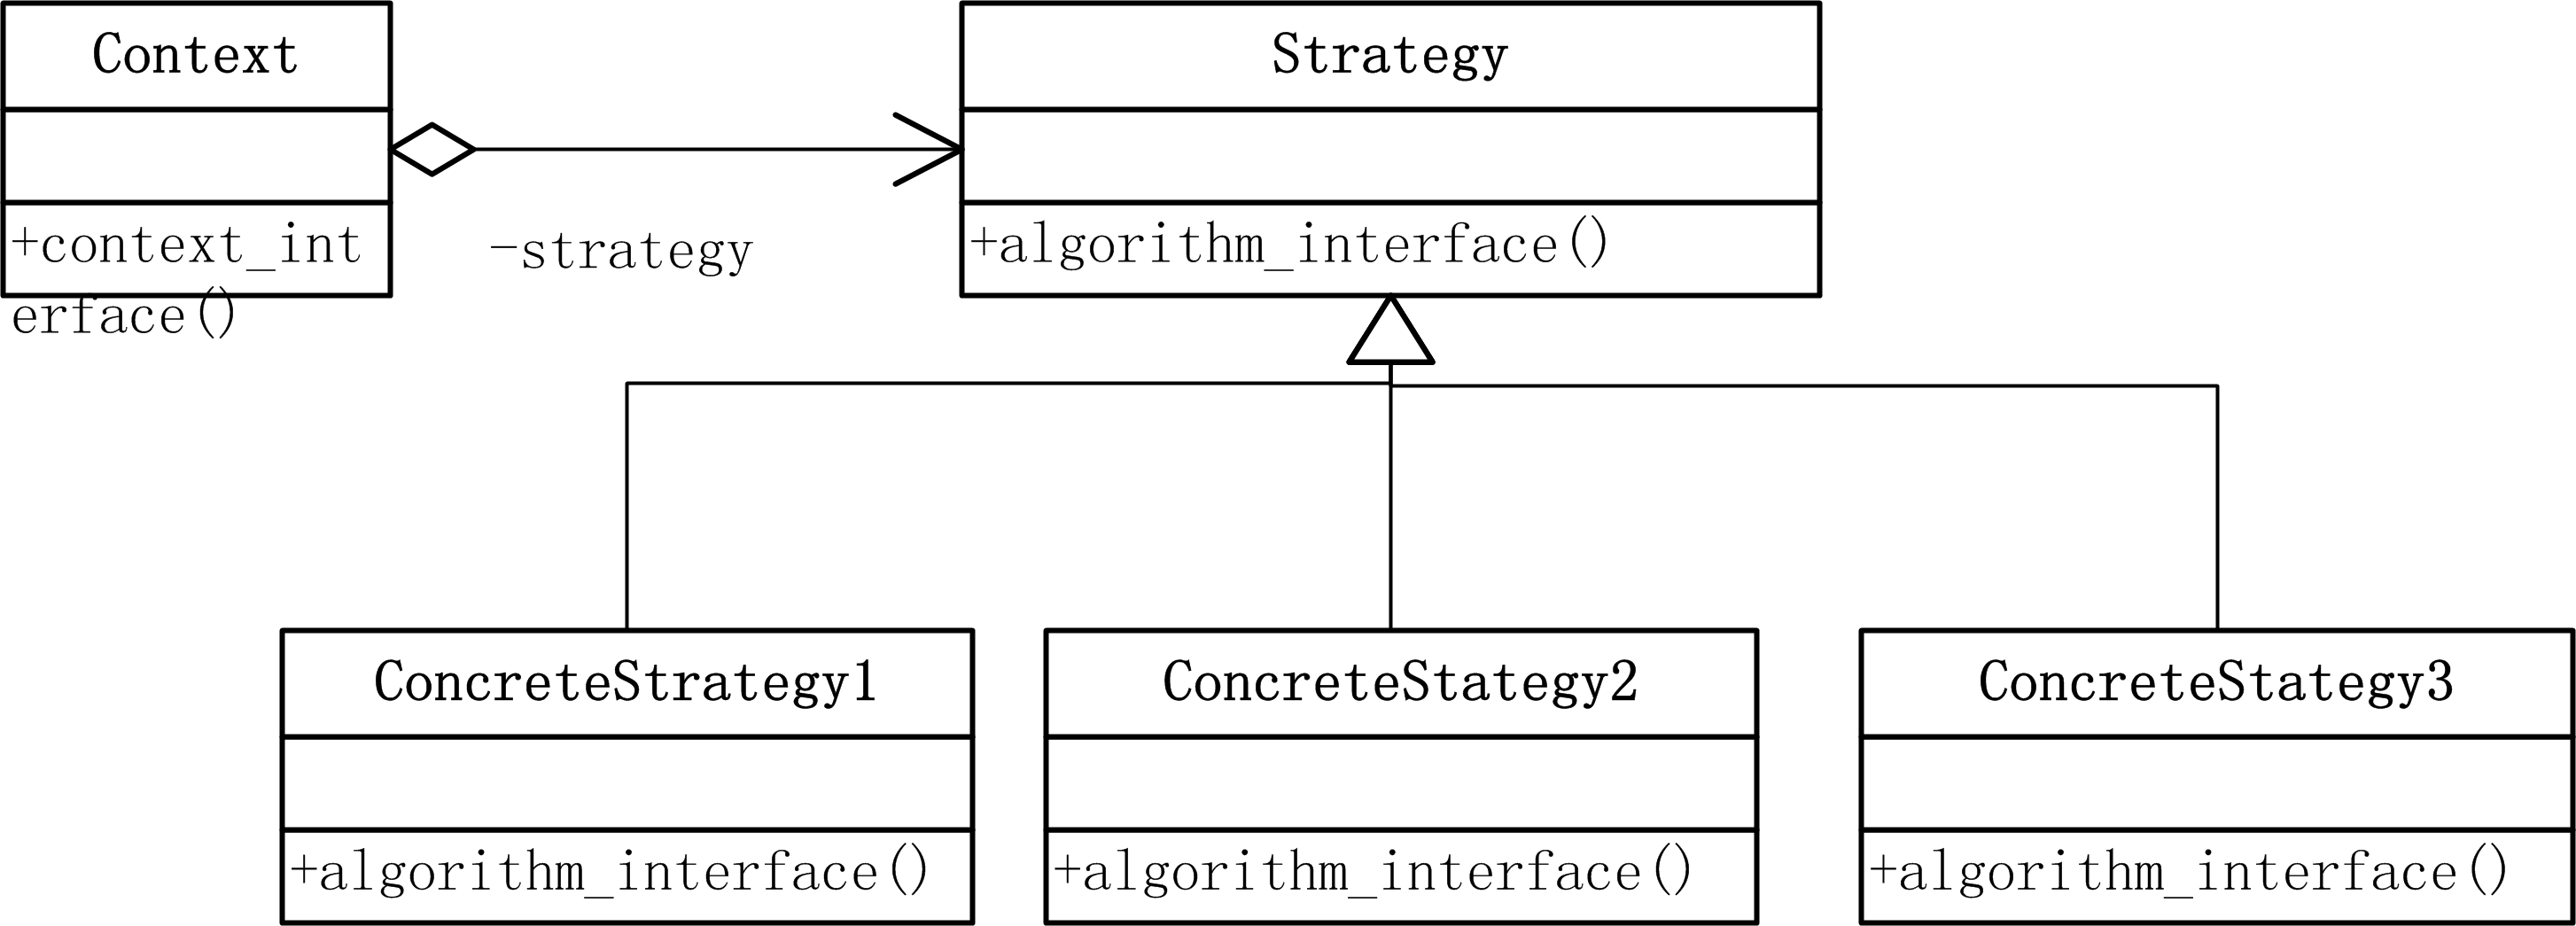 Context
Strategy
+context_int
erface()
-strategy
+algorithm_interface()
ConcreteStrategy1
ConcreteStategy2
ConcreteStategy3
+algorithm_interface()
+algorithm_interface()
+algorithm_interface()